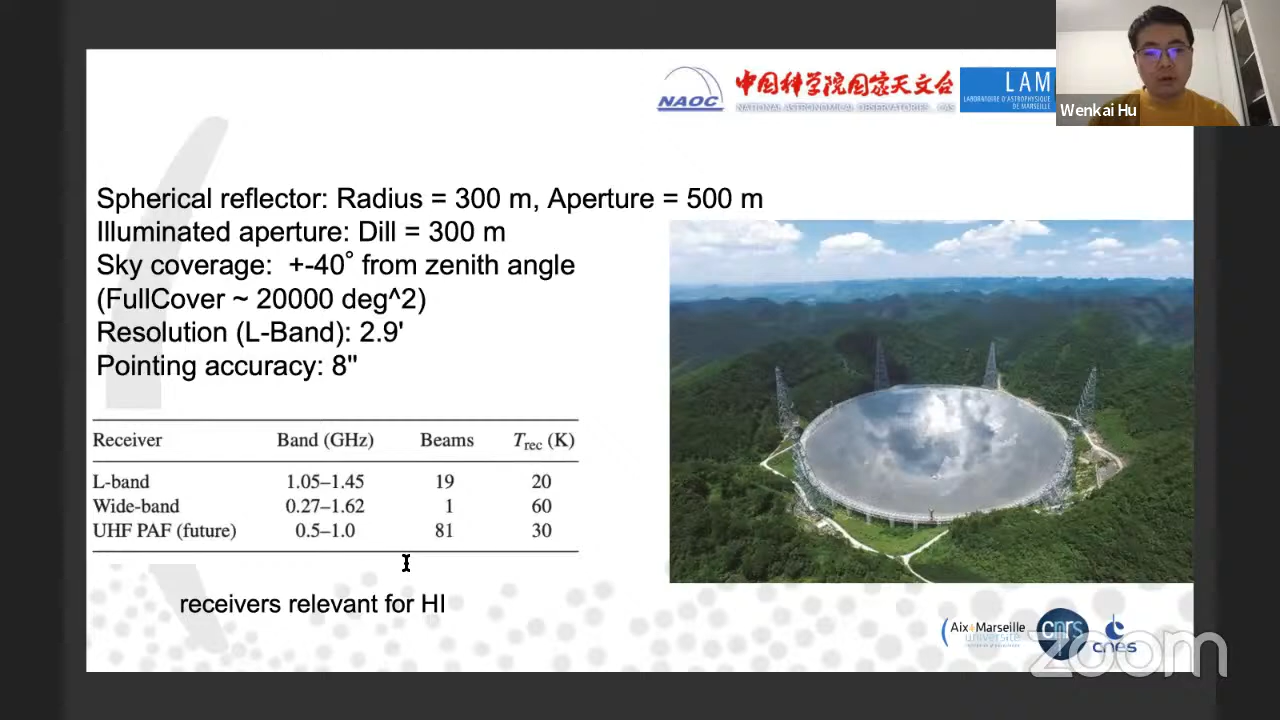 NAOC
中国科学院国家天文台
NATIONAL ASTRONOMICAL OBSERVATORIES, CAS
LAM
LABORATOIRE D'ASTROPHYSIQUE
DE MARSEILLE
Wenkai Hu
Spherical reflector: Radius = 300 m, Aperture = 500 m
Illuminated aperture: Dill = 300 m
Sky coverage:  +-40° from zenith angle
(FullCover ~ 20000 deg^2)
Resolution (L-Band): 2.9'
Pointing accuracy: 8"
Receiver Band (GHz) Beams Trec (K)
L-band 1.05–1.45 19 20
Wide-band 0.27–1.62 1 60
UHF PAF (future) 0.5–1.0 81 30
receivers relevant for HI
Aix+Marseille
université
cnrs
cnes
zoom